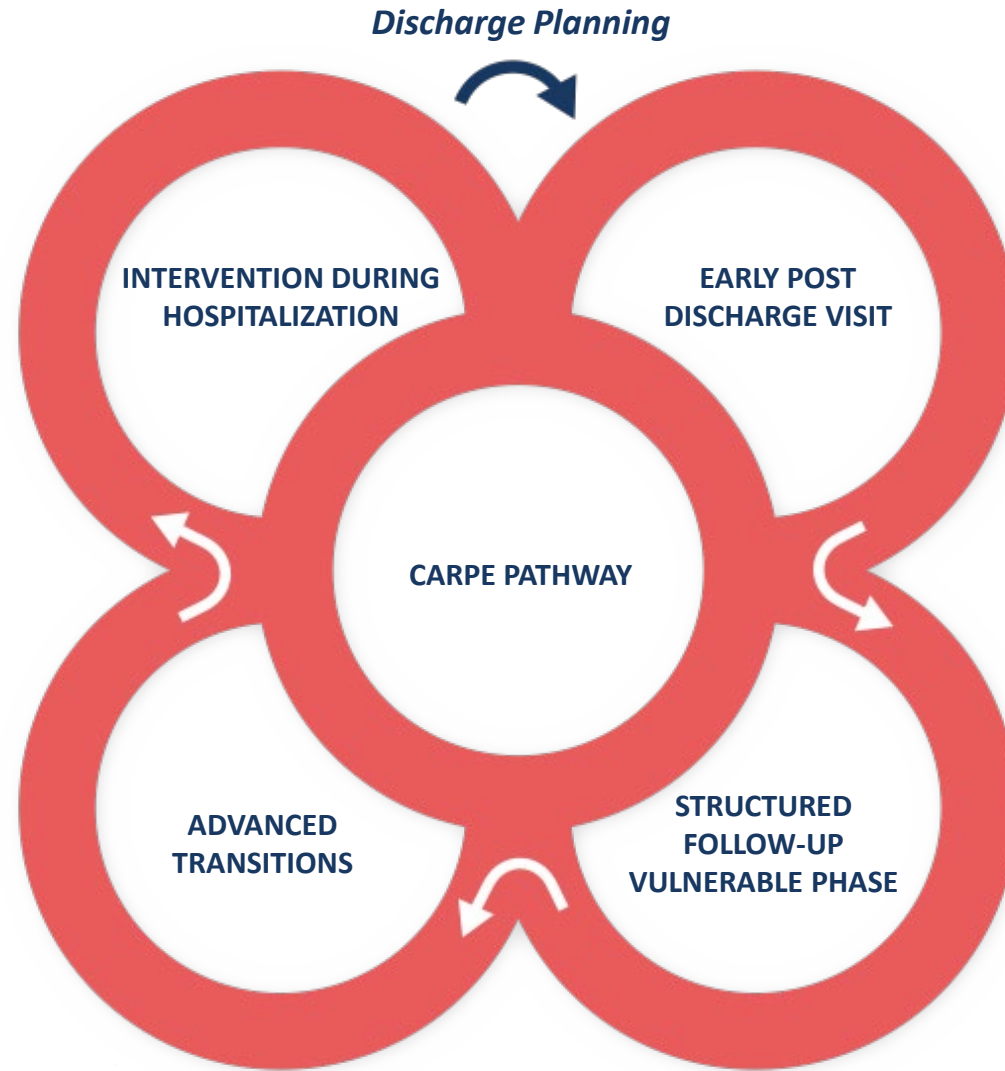 Discharge Planning
INTERVENTION DURING
HOSPITALIZATION
EARLY POST
DISCHARGE VISIT
CARPE PATHWAY
ADVANCED
TRANSITIONS
STRUCTURED
FOLLOW-UP
VULNERABLE PHASE